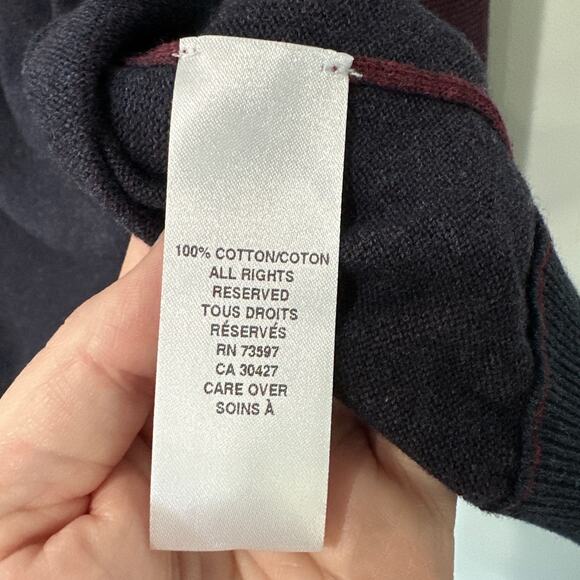 100% COTTON/COTON
ALL RIGHTS
RESERVED
TOUS DROITS
RÉSERVÉS
RN 73597
CA 30427
CARE OVER
SOINS À